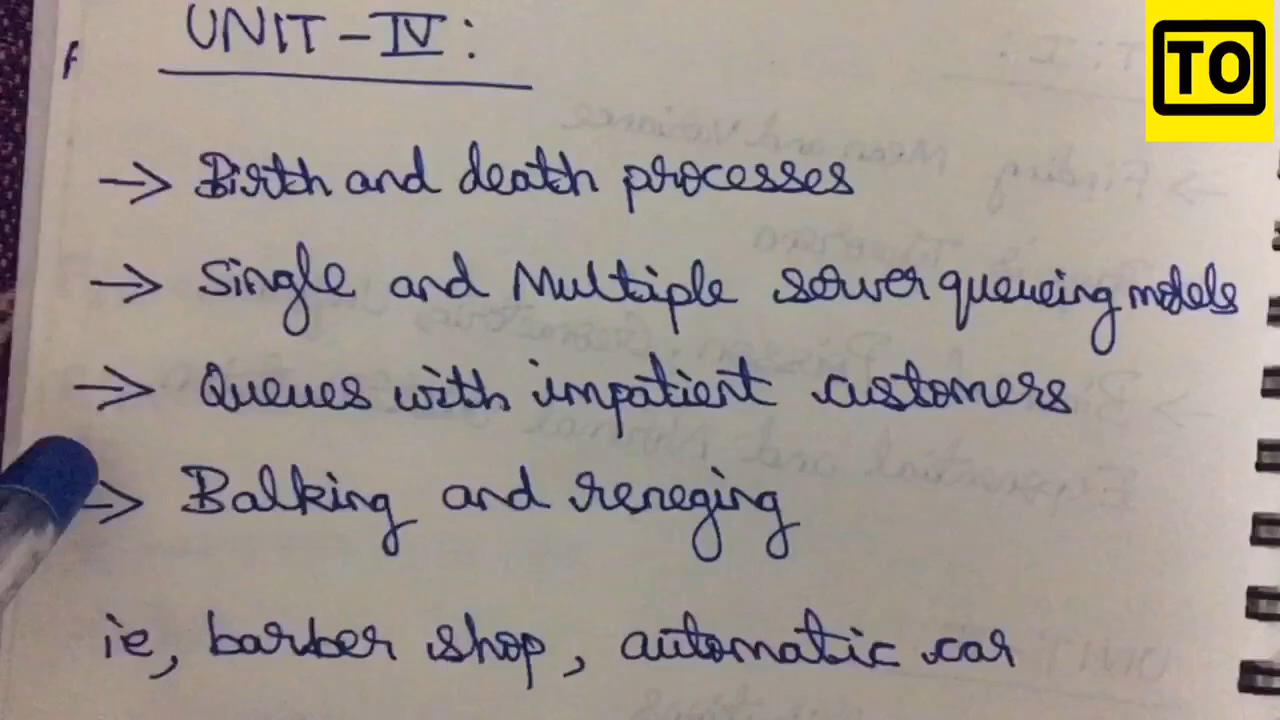 UNIT-IV:
TO
→ Birth and death processes
→ Single and Multiple server queueing models
→ Queues with impatient customers
→ Balking and reneging
ie, barber shop, automatic car